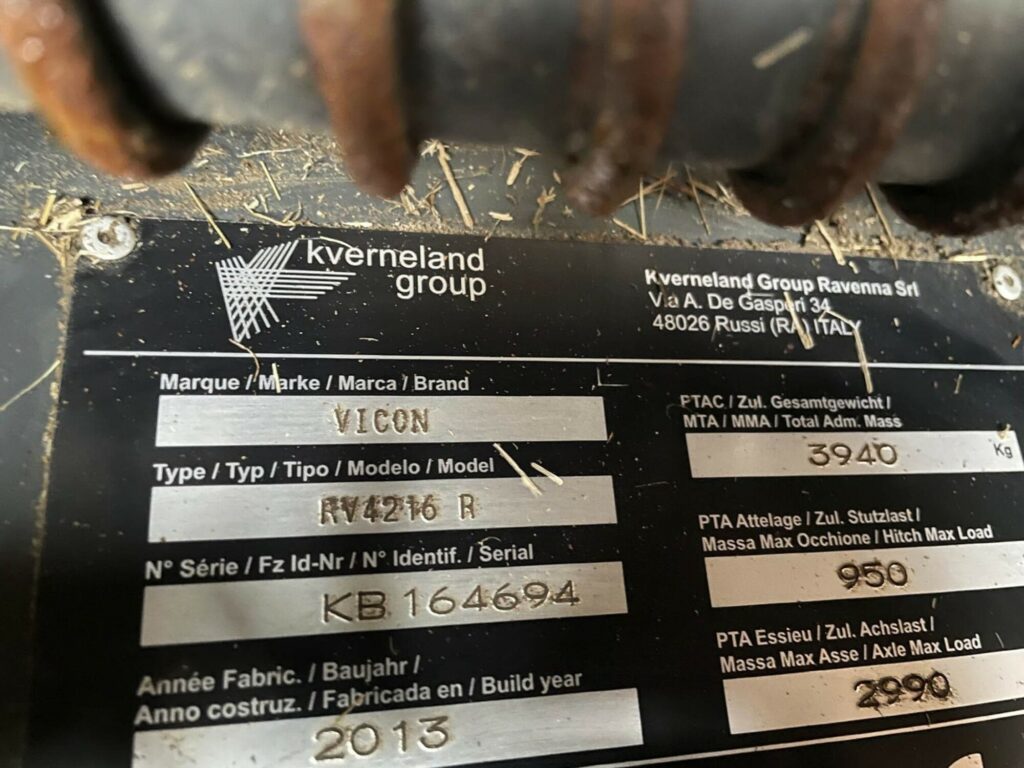 kverneland
group
Kverneland Group Ravenna Srl
Via A. De Gasperi 34
48026 Russi (RA) ITALY
Marque / Marke / Marca / Brand
VICON
Type / Typ / Tipo / Modelo / Model
RV4216 R
N° Série / Fz Id-Nr / N° Identif. / Serial
KB 164694
Année Fabric. / Baujahr /
Anno costruz. / Fabricada en / Build year
2013
PTAC / Zul. Gesamtgewicht /
MTA / MMA / Total Adm. Mass
3940 Kg
PTA Attelage / Zul. Stutzlast /
Massa Max Occhione / Hitch Max Load
950
PTA Essieu / Zul. Achslast /
Massa Max Asse / Axle Max Load
2990